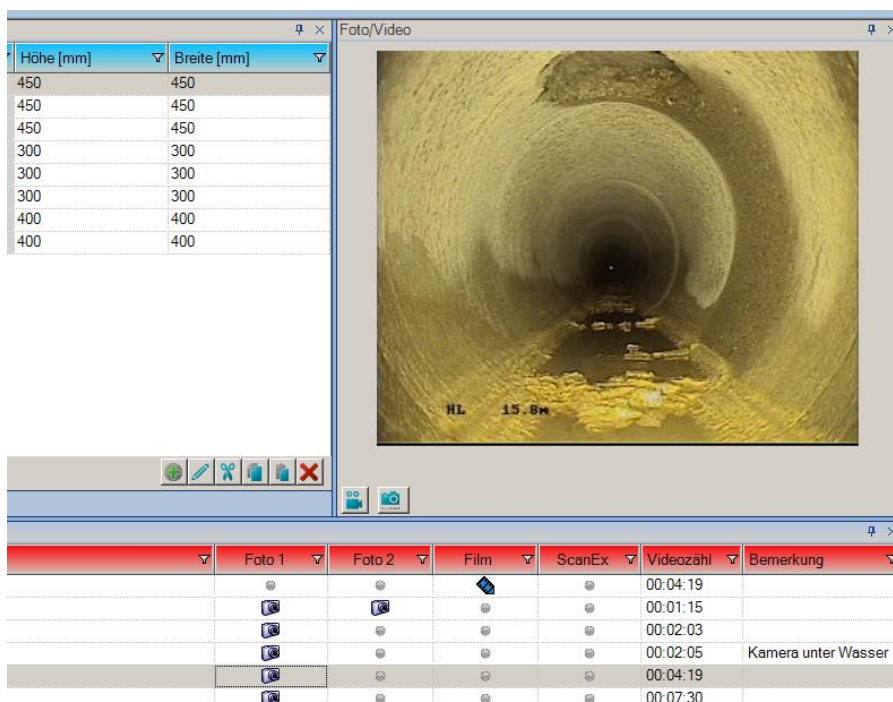 Foto/Video
Höhe [mm] Breite [mm]
450 450
450 450
450 450
300 300
300 300
300 300
400 400
400 400
HL 15.8m
Foto 1 Foto 2 Film ScanEx Videozähl Bemerkung
00:04:19
00:01:15
00:02:03
00:02:05 Kamera unter Wasser
00:04:19
00:07:30